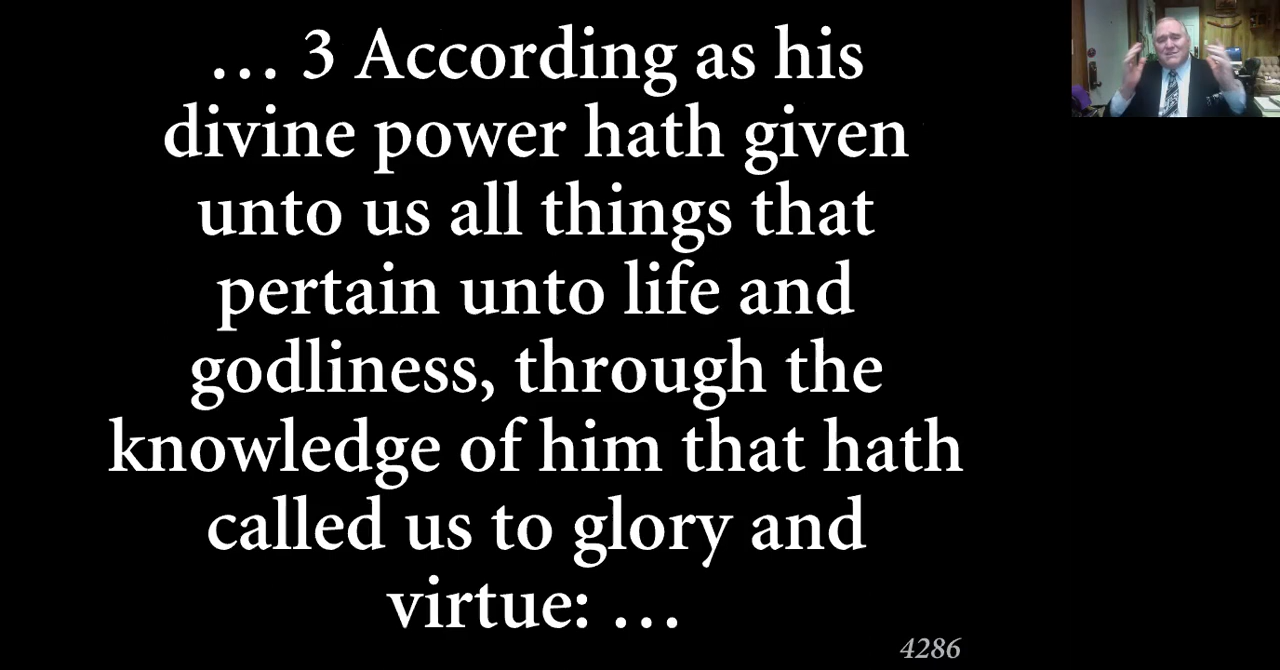 … 3 According as his
divine power hath given
unto us all things that
pertain unto life and
godliness, through the
knowledge of him that hath
called us to glory and
virtue: …
4286